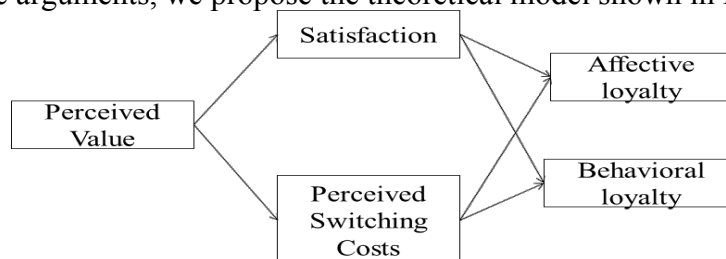 e arguments, we propose the theoretical model shown in
Satisfaction
Affective
loyalty
Perceived
Value
Behavioral
loyalty
Perceived
Switching
Costs